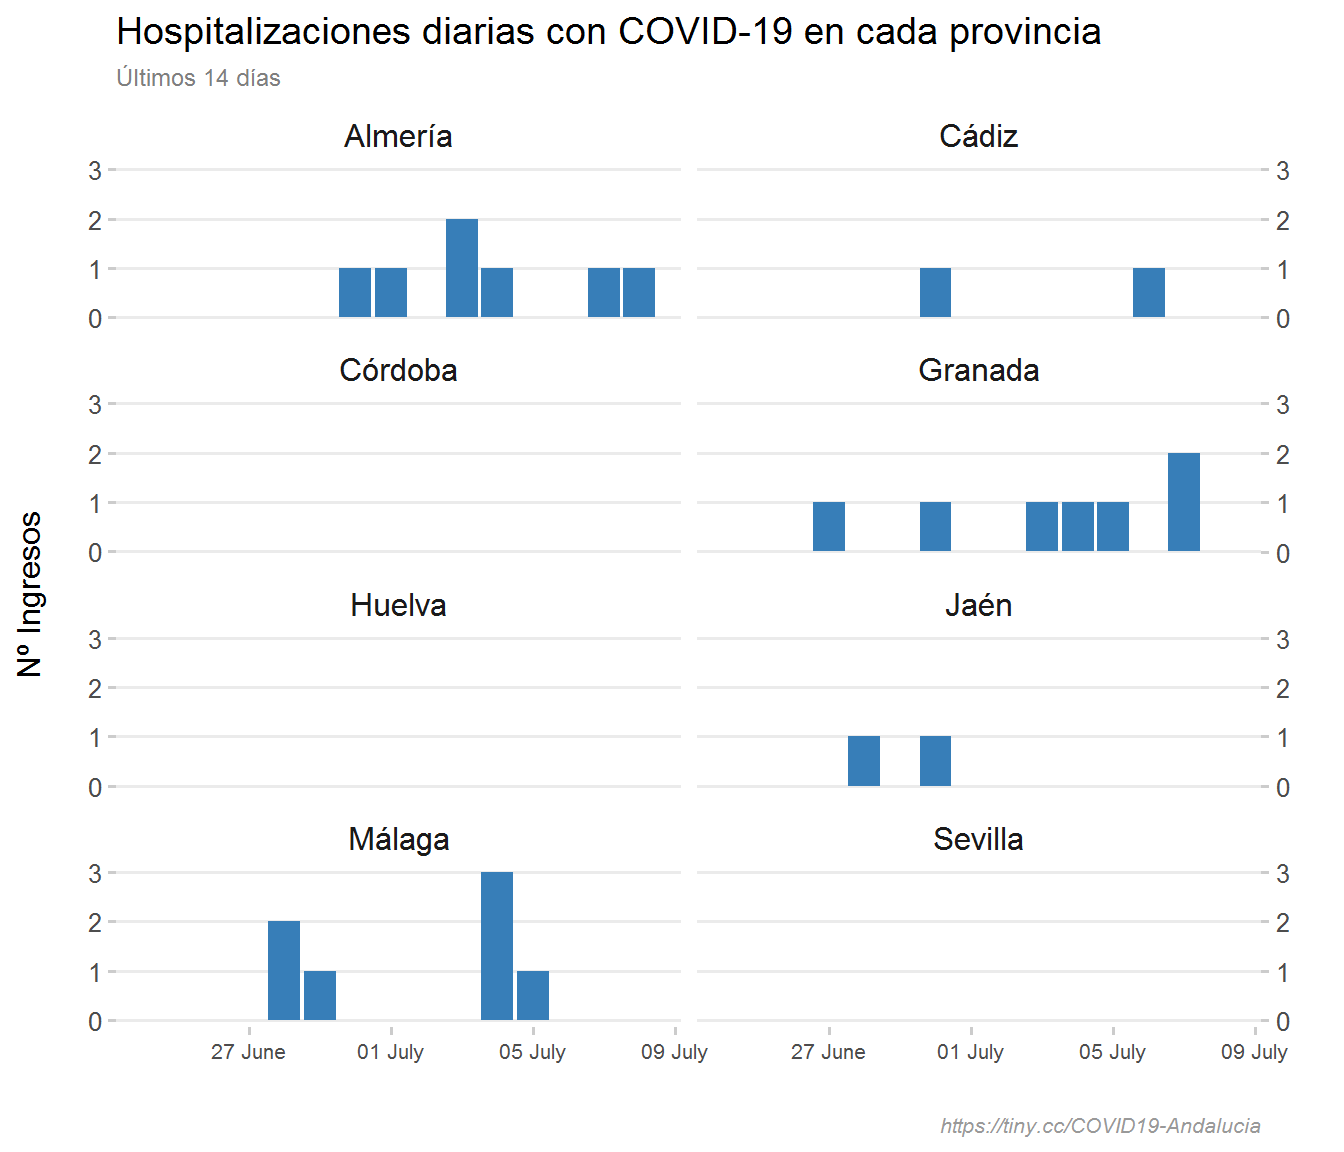 Hospitalizaciones diarias con COVID-19 en cada provincia
Últimos 14 días
Almería Cádiz
3 3
2 2
1 1
0 0
Córdoba Granada
3 3
2 2
1 1
0 0
Nº Ingresos
Huelva Jaén
3 3
2 2
1 1
0 0
Málaga Sevilla
3 3
2 2
1 1
0 0
27 June 01 July 05 July 09 July 27 June 01 July 05 July 09 July
https://tiny.cc/COVID19-Andalucia